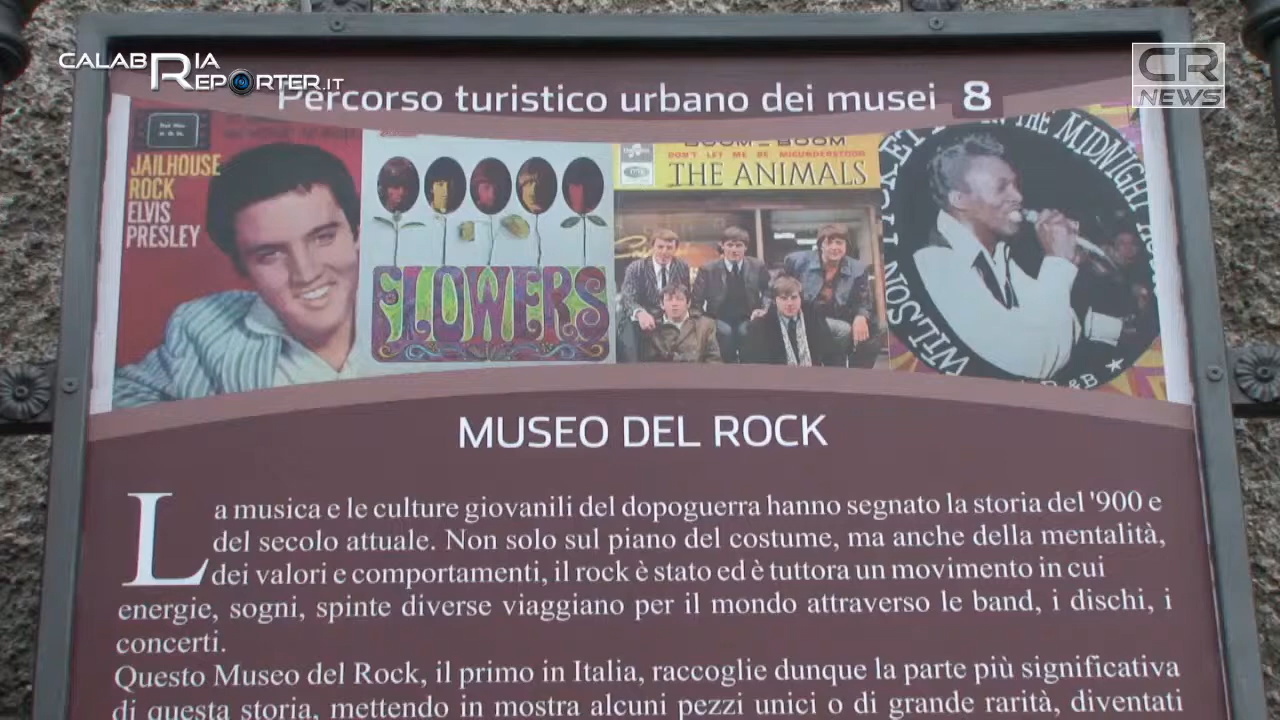 CALABRIA
REPORTER.IT
CR
NEWS
Percorso turistico urbano dei musei 8
JAILHOUSE
ROCK
ELVIS
PRESLEY
FLOWERS
BOOM-BOOM
DON'T LET ME BE MISUNDERSTOOD
THE ANIMALS
IN THE MIDNIGHT
WILSON PICKETT
R&B
MUSEO DEL ROCK
La musica e le culture giovanili del dopoguerra hanno segnato la storia del '900 e
del secolo attuale. Non solo sul piano del costume, ma anche della mentalità,
dei valori e comportamenti, il rock è stato ed è tuttora un movimento in cui
energie, sogni, spinte diverse viaggiano per il mondo attraverso le band, i dischi, i
concerti.
Questo Museo del Rock, il primo in Italia, raccoglie dunque la parte più significativa
di questa storia, mettendo in mostra alcuni pezzi unici o di grande rarità, diventati